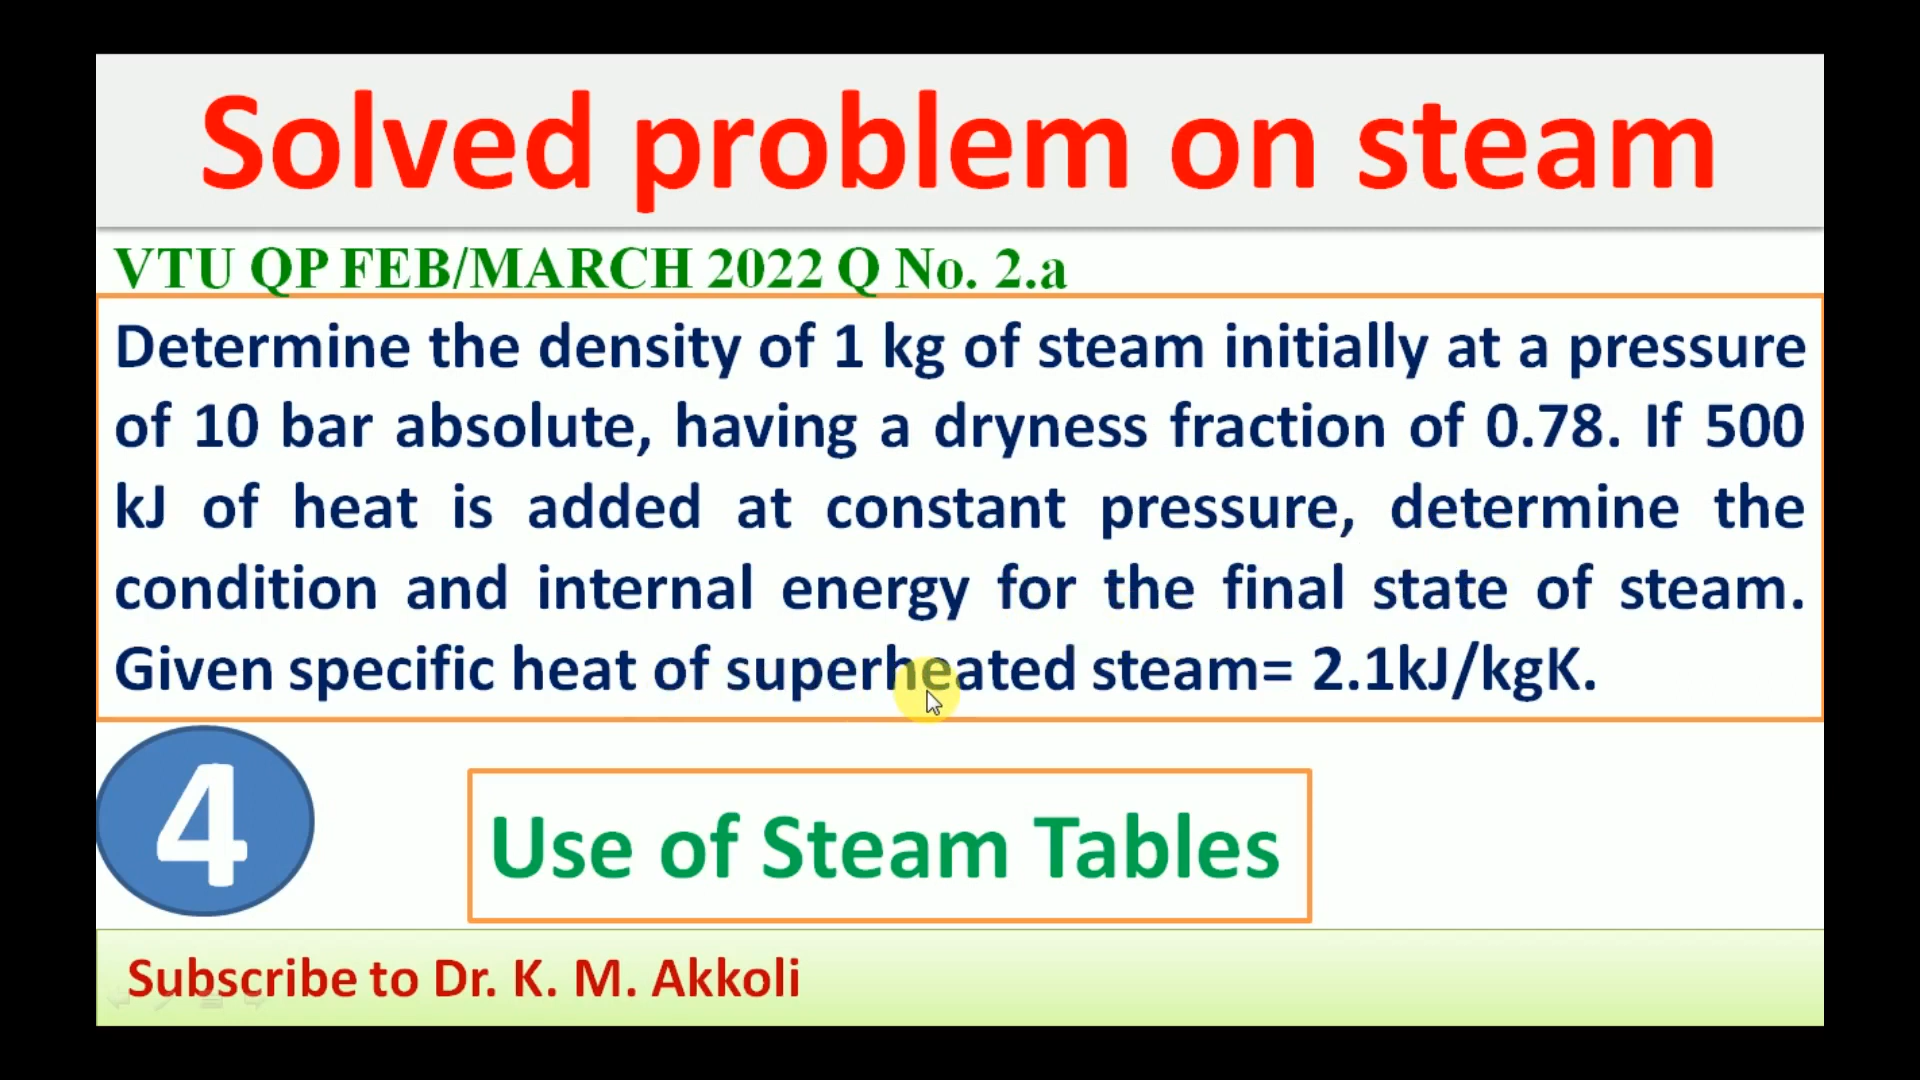 Solved problem on steam
VTU QP FEB/MARCH 2022 Q No. 2.a
Determine the density of 1 kg of steam initially at a pressure
of 10 bar absolute, having a dryness fraction of 0.78. If 500
kJ of heat is added at constant pressure, determine the
condition and internal energy for the final state of steam.
Given specific heat of superheated steam= 2.1kJ/kgK.
4
Use of Steam Tables
Subscribe to Dr. K. M. Akkoli